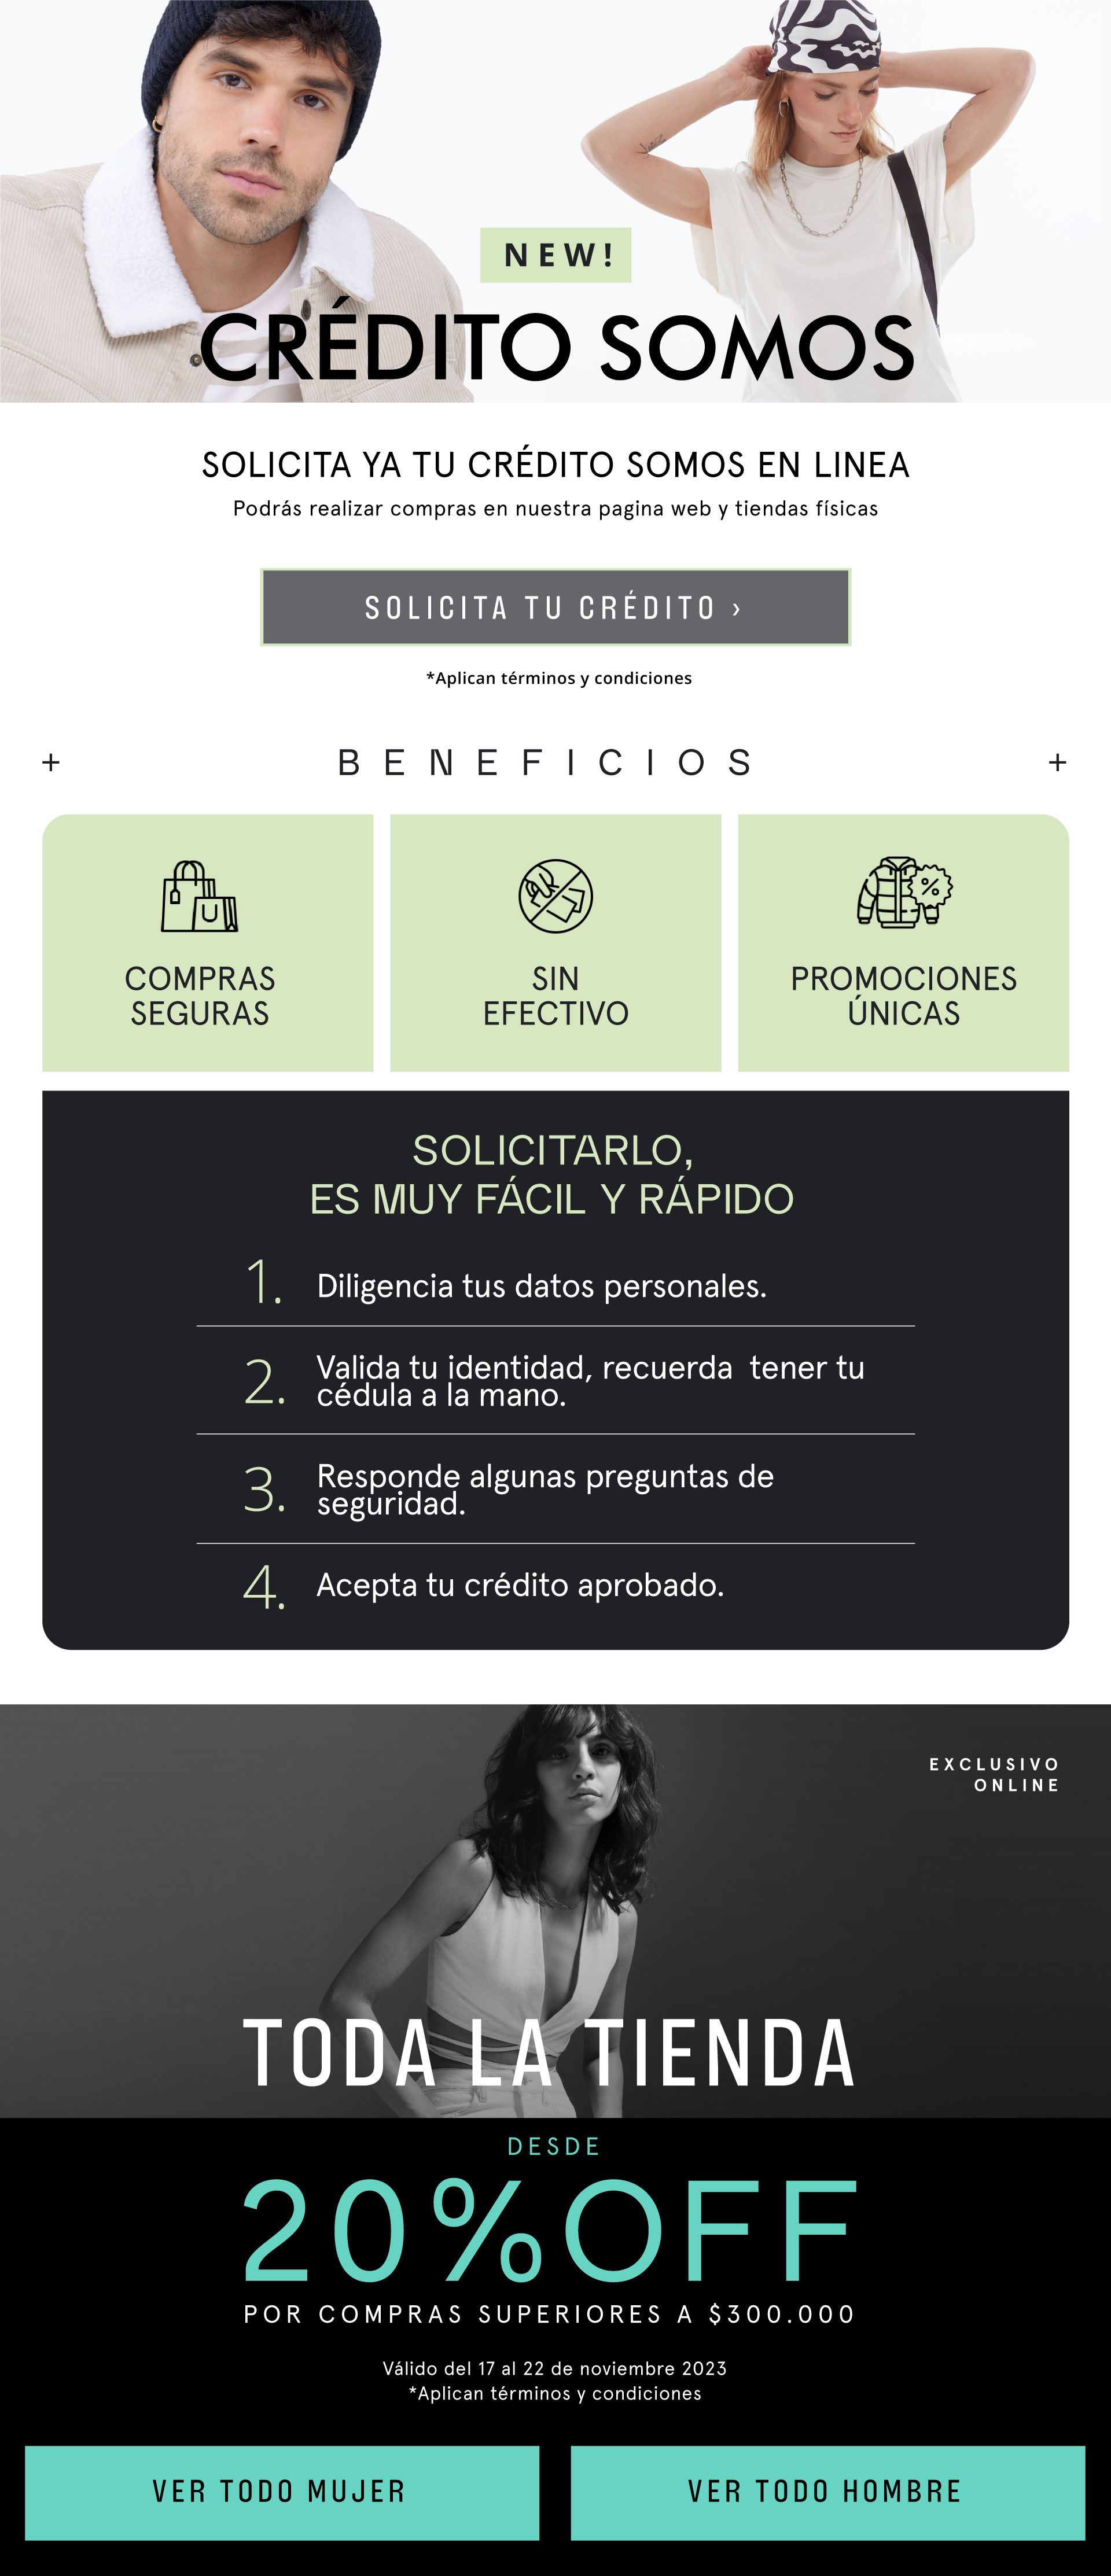 NEW!
CRÉDITO SOMOS
SOLICITA YA TU CRÉDITO SOMOS EN LINEA
Podrás realizar compras en nuestra pagina web y tiendas físicas
SOLICITA TU CRÉDITO ›
*Aplican términos y condiciones
+ BENEFICIOS +
COMPRAS
SEGURAS
SIN
EFECTIVO
%
PROMOCIONES
ÚNICAS
SOLICITARLO,
ES MUY FÁCIL Y RÁPIDO
1. Diligencia tus datos personales.
2. Valida tu identidad, recuerda tener tu
cédula a la mano.
3. Responde algunas preguntas de
seguridad.
4. Acepta tu crédito aprobado.
EXCLUSIVO
ONLINE
TODA LA TIENDA
DESDE
20%OFF
POR COMPRAS SUPERIORES A $300.000
Válido del 17 al 22 de noviembre 2023
*Aplican términos y condiciones
VER TODO MUJER
VER TODO HOMBRE